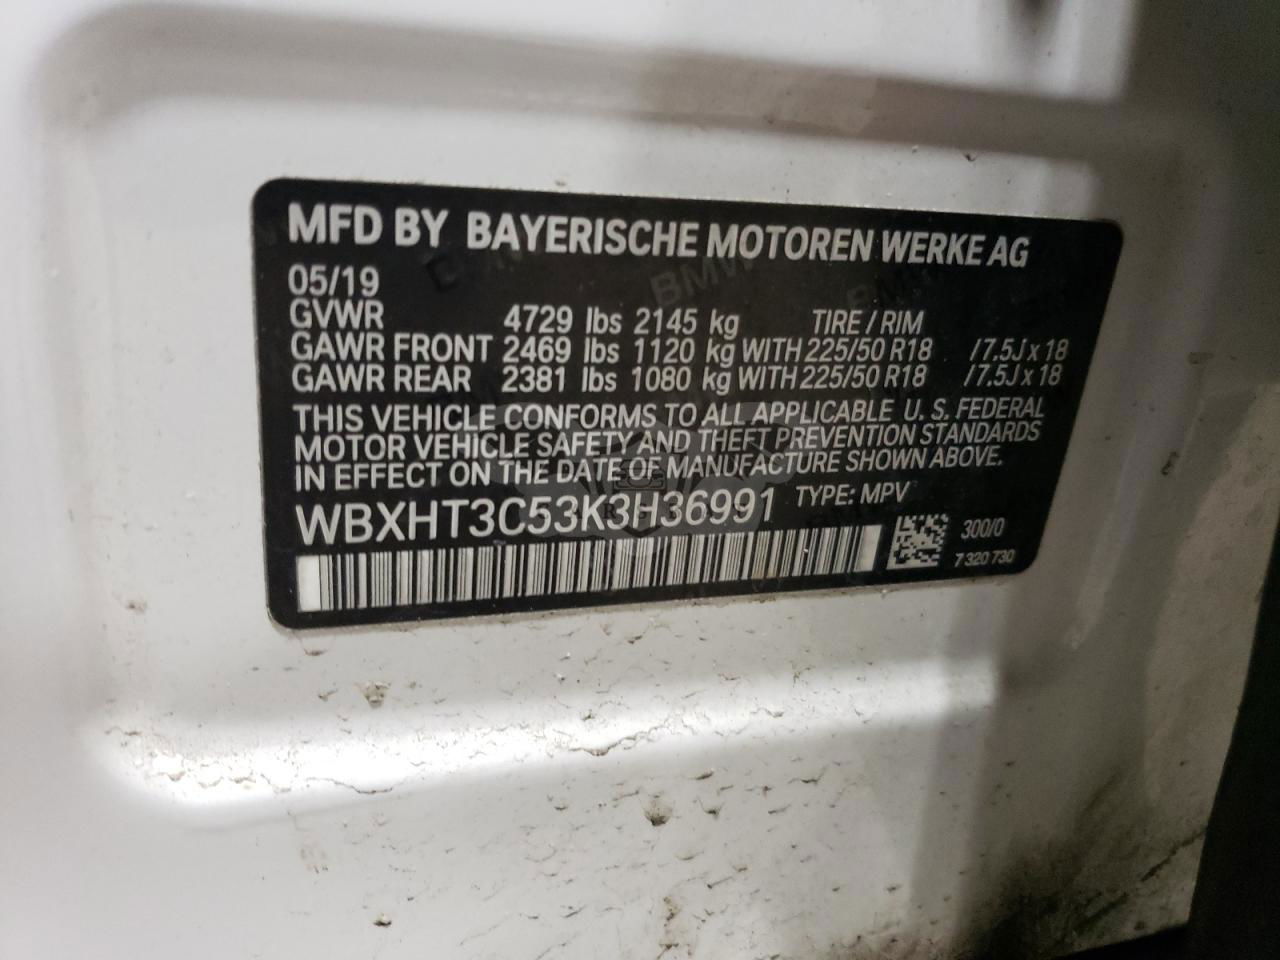 MFD BY BAYERISCHE MOTOREN WERKE AG
05/19
GVWR 4729 lbs 2145 kg TIRE / RIM
GAWR FRONT 2469 lbs 1120 kg WITH 225/50 R18 /7.5J x 18
GAWR REAR 2381 lbs 1080 kg WITH 225/50 R18 /7.5J x 18
THIS VEHICLE CONFORMS TO ALL APPLICABLE U. S. FEDERAL
MOTOR VEHICLE SAFETY AND THEFT PREVENTION STANDARDS
IN EFFECT ON THE DATE OF MANUFACTURE SHOWN ABOVE.
WBXHT3C53K3H36991 TYPE: MPV
300/0
7 320 730